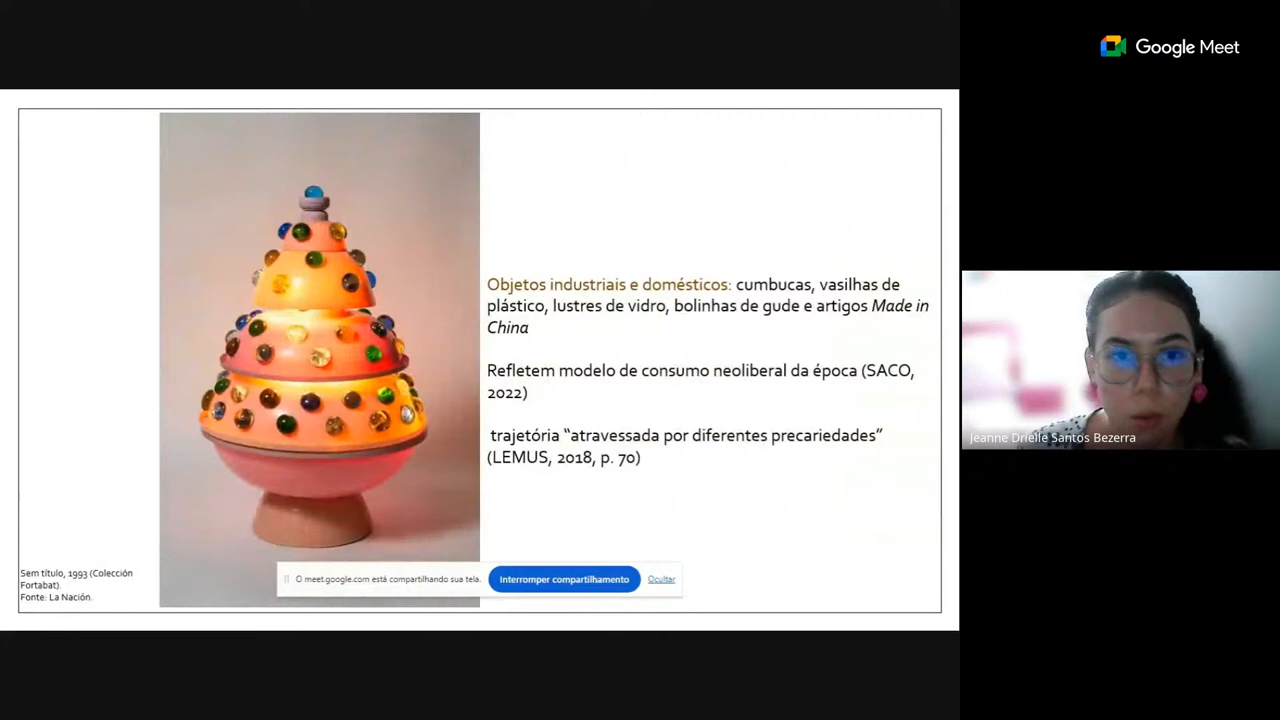 Google Meet
Objetos industriais e domésticos: cumbucas, vasilhas de
plástico, lustres de vidro, bolinhas de gude e artigos Made in
China
Refletem modelo de consumo neoliberal da época (SACO,
2022)
trajetória “atravessada por diferentes precariedades”
(LEMUS, 2018, p. 70)
Sem título, 1993 (Colección
Fortabat).
Fonte: La Nación.
O meet.google.com está compartilhando sua tela. Interromper compartilhamento Ocultar
Jeanne Drielle Santos Bezerra